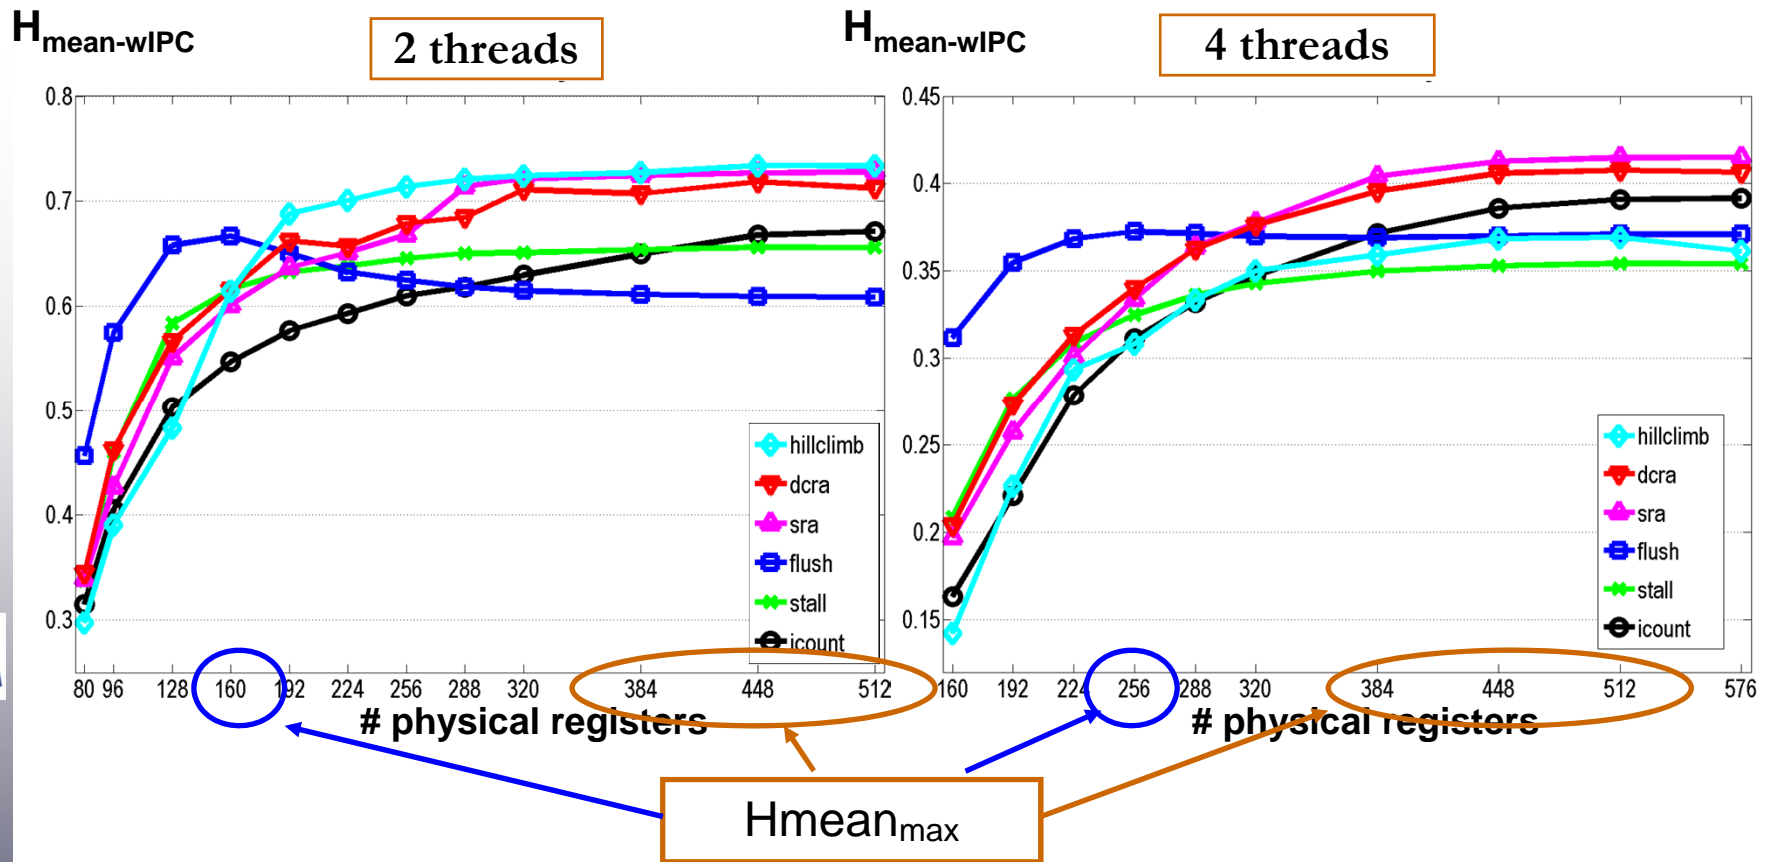 Hmean-wIPC
2 threads
0.8
0.7
0.6
0.5
0.4
0.3
hillclimb
dcra
sra
flush
stall
icount
80 96 128 160 192 224 256 288 320 384 448 512
# physical registers
Hmean-wIPC
4 threads
0.45
0.4
0.35
0.3
0.25
0.2
0.15
hillclimb
dcra
sra
flush
stall
icount
160 192 224 256 288 320 384 448 512 576
# physical registers
Hmeanmax